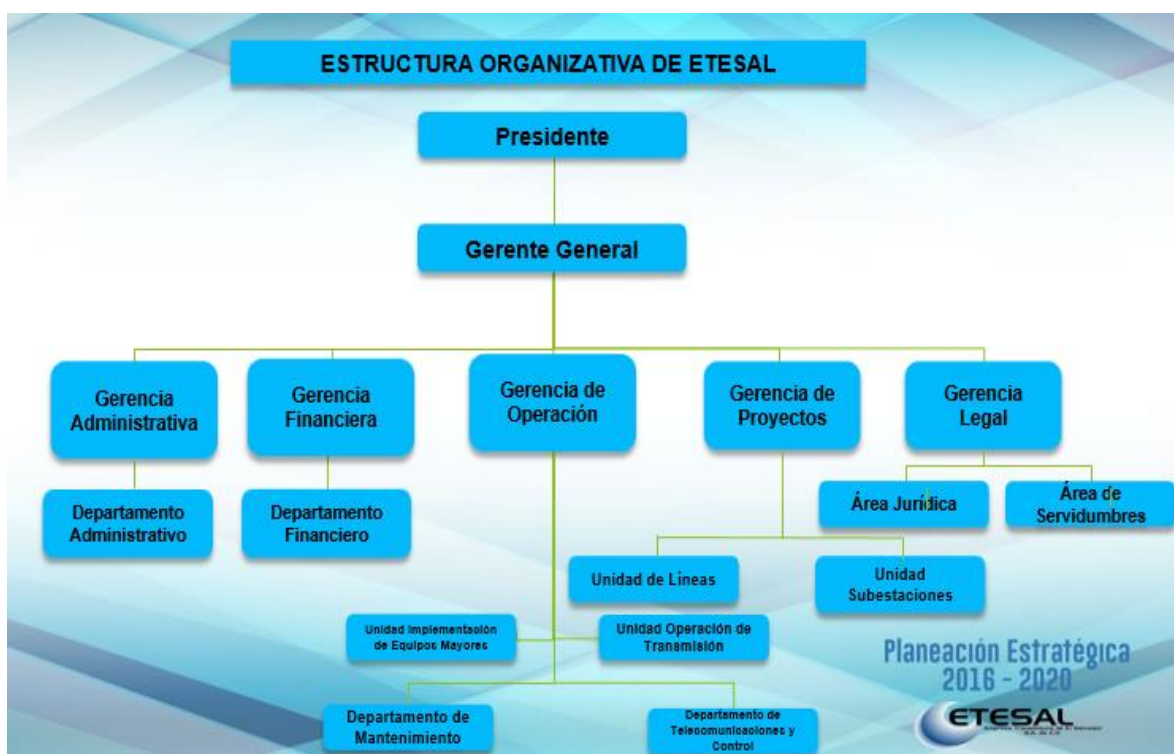 ESTRUCTURA ORGANIZATIVA DE ETESAL
Presidente
Gerente General
Gerencia
Administrativa
Gerencia
Financiera
Gerencia de
Operación
Gerencia de
Proyectos
Gerencia
Legal
Departamento
Administrativo
Departamento
Financiero
Área Jurídica
Área de
Servidumbres
Unidad de Líneas
Unidad
Subestaciones
Unidad Implementación
de Equipos Mayores
Unidad Operación de
Transmisión
Departamento de
Mantenimiento
Departamento de
Telecomunicaciones y
Control
Planeación Estratégica
2016 - 2020
ETESAL